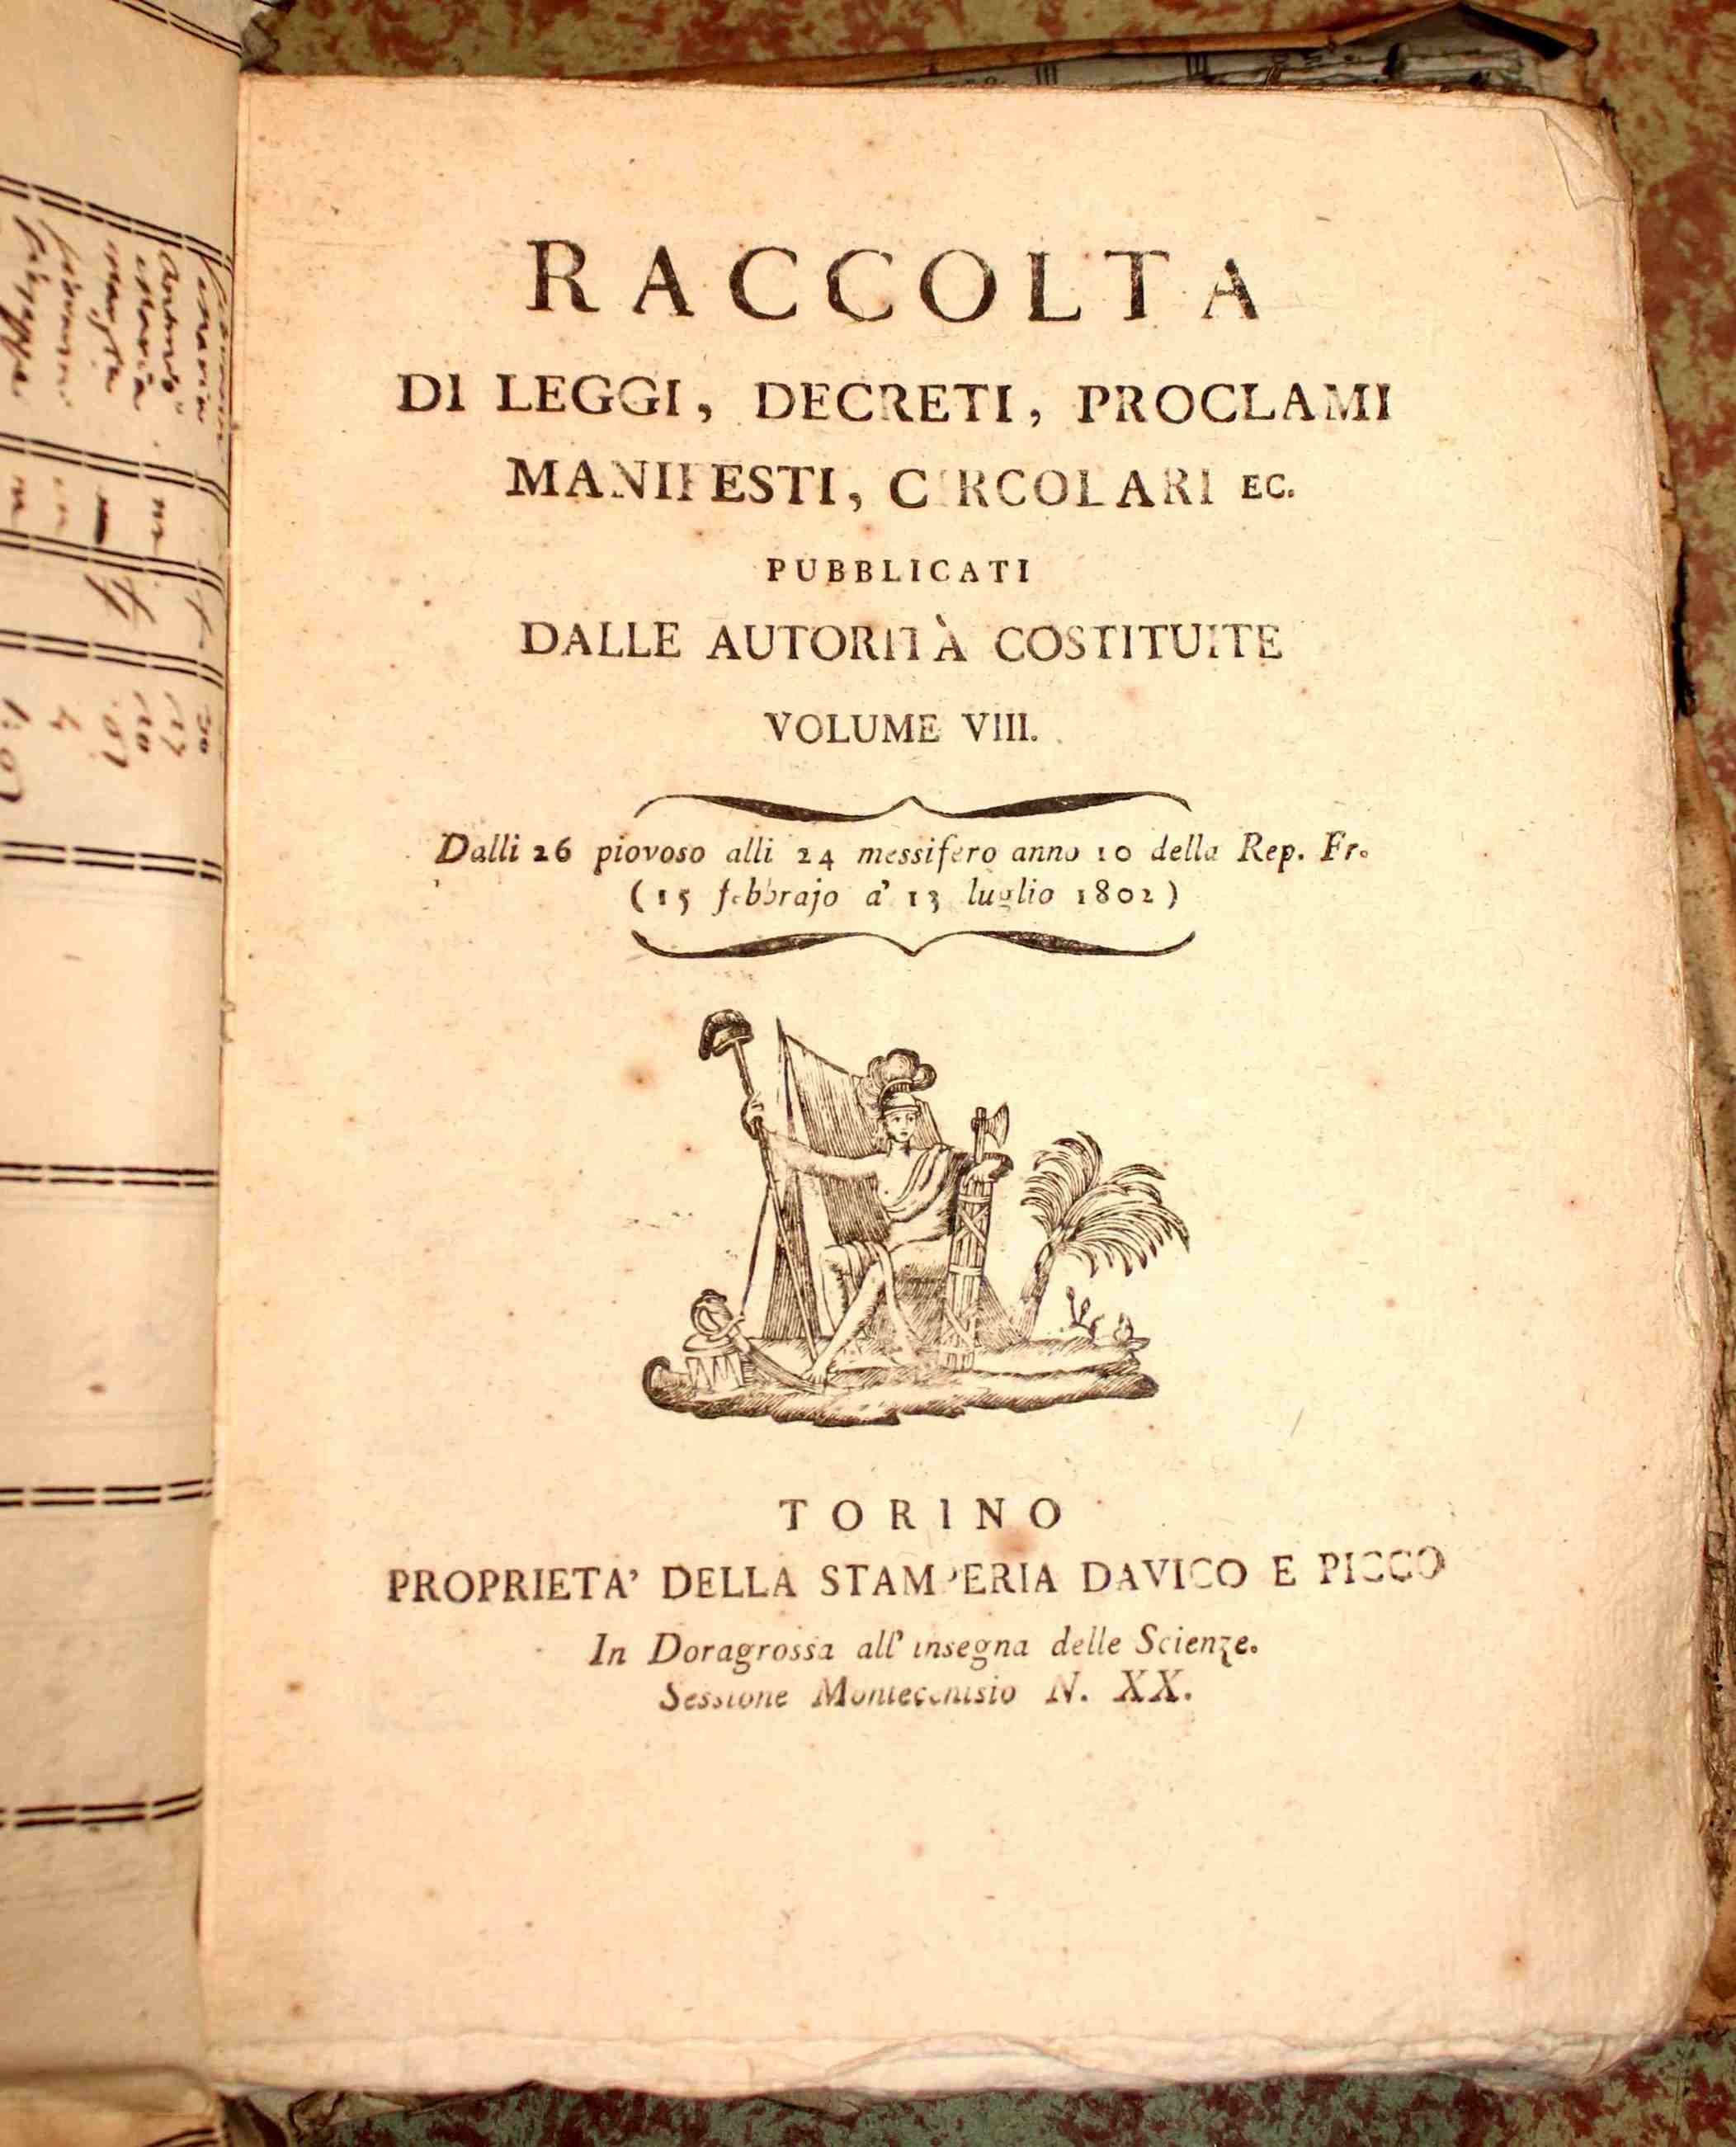 RACCOLTA
DI LEGGI, DECRETI, PROCLAMI
MANIFESTI, CIRCOLARI EC.
PUBBLICATI
DALLE AUTORITÀ COSTITUITE
VOLUME VIII.
Dalli 26 piovoso alli 24 messifero anno 10 della Rep. Fr.
(15 febbrajo a' 13 luglio 1802)
TORINO
PROPRIETA' DELLA STAMPERIA DAVICO E PICCO
In Doragrossa all' insegna delle Scienze.
Sessione Montecenisio N. XX.